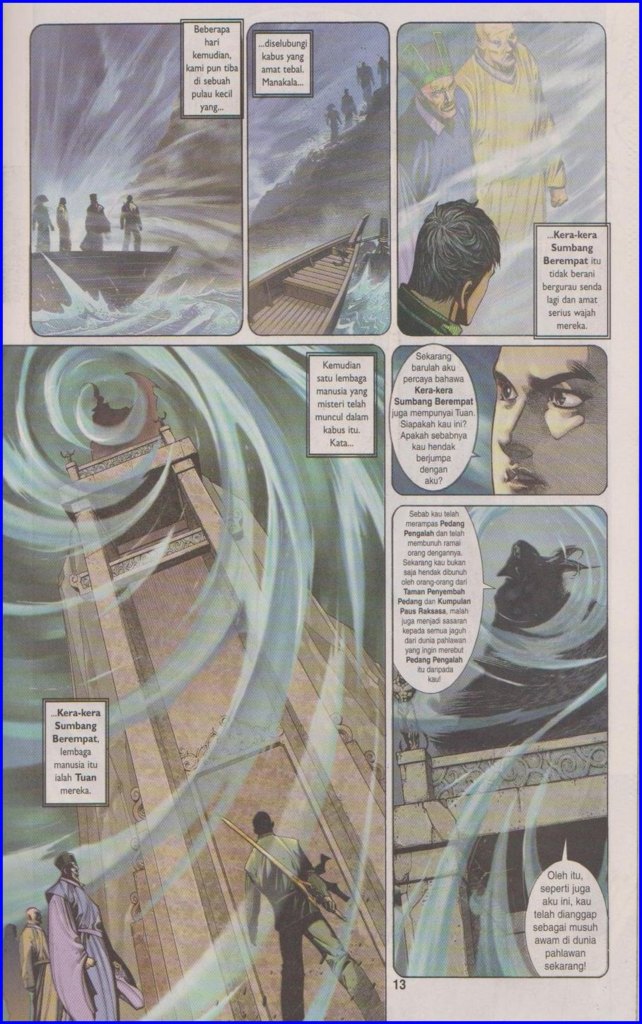 Beberapa
hari
kemudian,
kami pun tiba
di sebuah
pulau kecil
yang...
...diselubungi
kabus yang
amat tebal.
Manakala...
...Kera-kera
Sumbang
Berempat itu
tidak berani
bergurau senda
lagi dan amat
serius wajah
mereka.
Kemudian
satu lembaga
manusia yang
misteri telah
muncul dalam
kabus itu.
Kata...
Sekarang
barulah aku
percaya bahawa
Kera-kera
Sumbang Berempat
juga mempunyai Tuan.
Siapakah kau ini?
Apakah sebabnya
kau hendak
berjumpa
dengan
aku?
Sebab kau telah
merampas Pedang
Pengalah dan telah
membunuh ramai
orang dengannya.
Sekarang kau bukan
saja hendak dibunuh
oleh orang-orang dari
Taman Penyembah
Pedang dan Kumpulan
Paus Raksasa, malah
juga menjadi sasaran
kepada semua jaguh
dari dunia pahlawan
yang ingin merebut
Pedang Pengalah
itu daripada
kau!
...Kera-kera
Sumbang
Berempat,
lembaga
manusia itu
ialah Tuan
mereka.
Oleh itu,
seperti juga
aku ini, kau
telah dianggap
sebagai musuh
awam di dunia
pahlawan
sekarang!
13